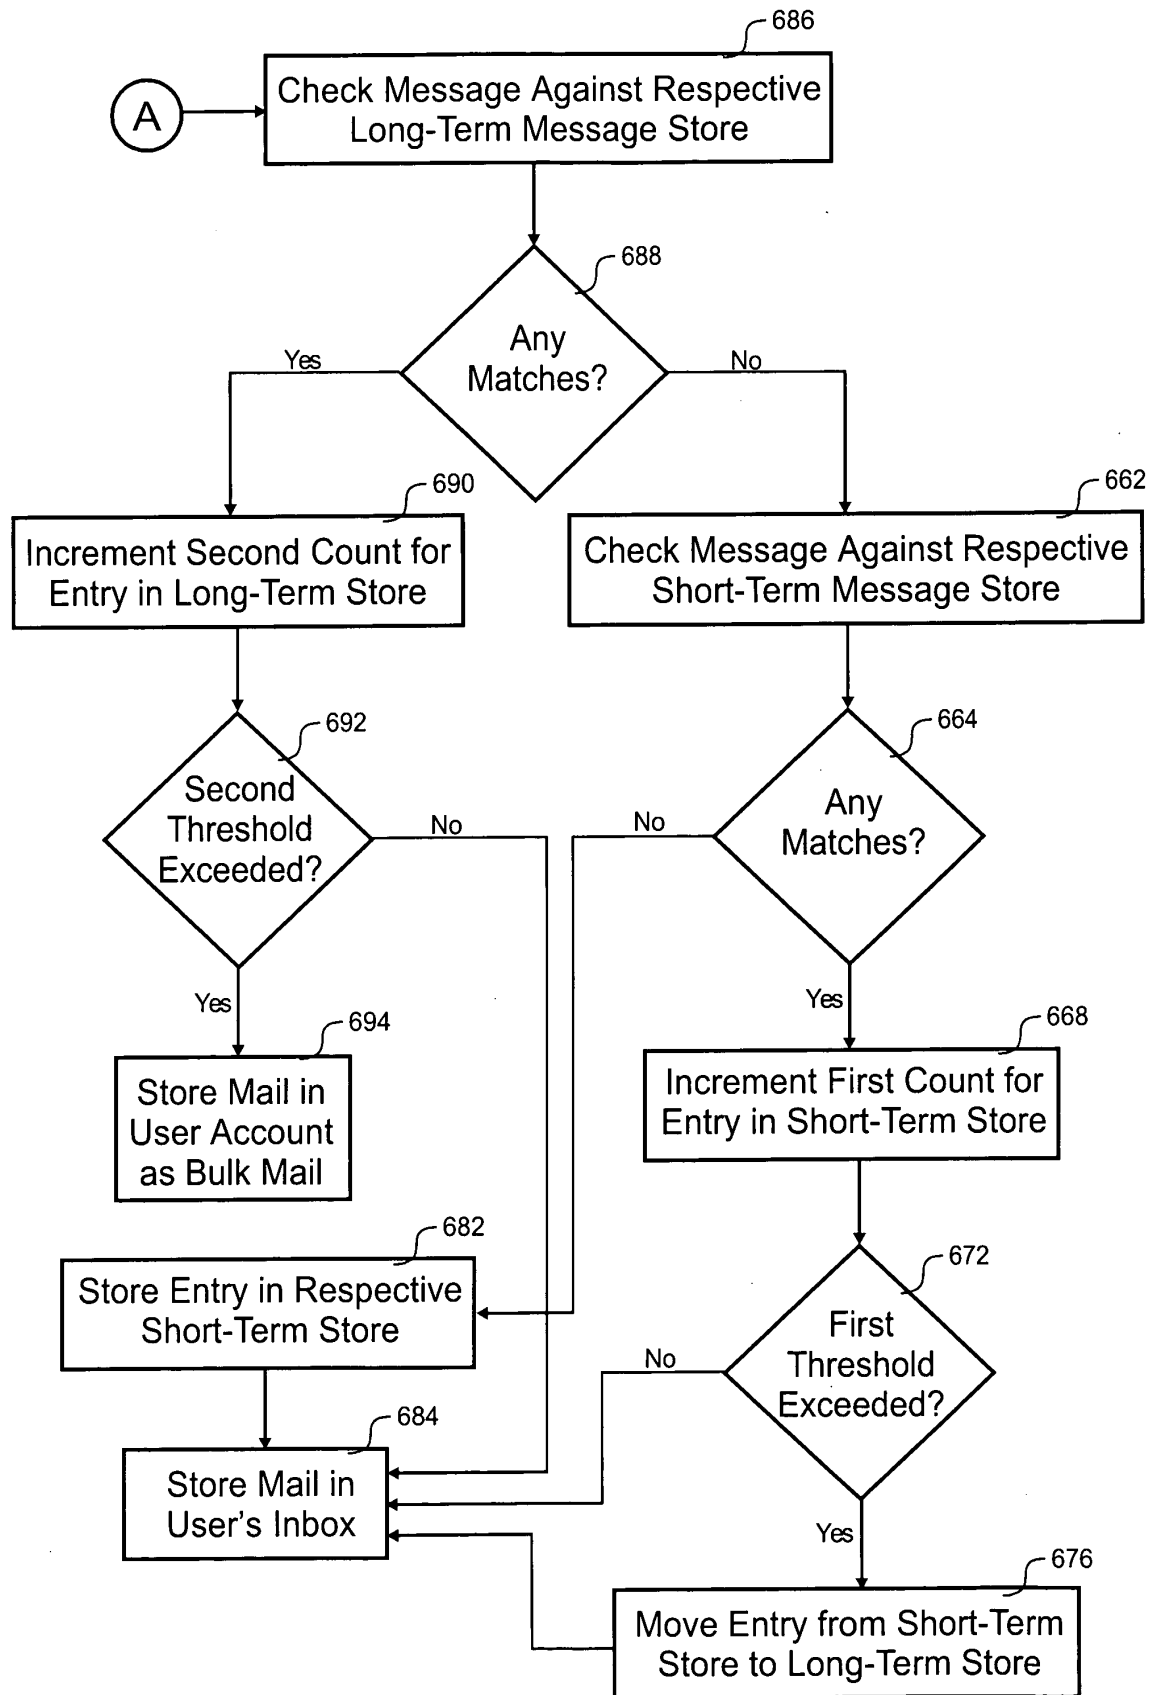 686
A
Check Message Against Respective
Long-Term Message Store
688
Any
Matches?
Yes
No
690
Increment Second Count for
Entry in Long-Term Store
662
Check Message Against Respective
Short-Term Message Store
692
Second
Threshold
Exceeded?
No
Yes
664
Any
Matches?
No
Yes
694
Store Mail in
User Account
as Bulk Mail
668
Increment First Count for
Entry in Short-Term Store
682
Store Entry in Respective
Short-Term Store
672
First
Threshold
Exceeded?
No
Yes
684
Store Mail in
User's Inbox
676
Move Entry from Short-Term
Store to Long-Term Store